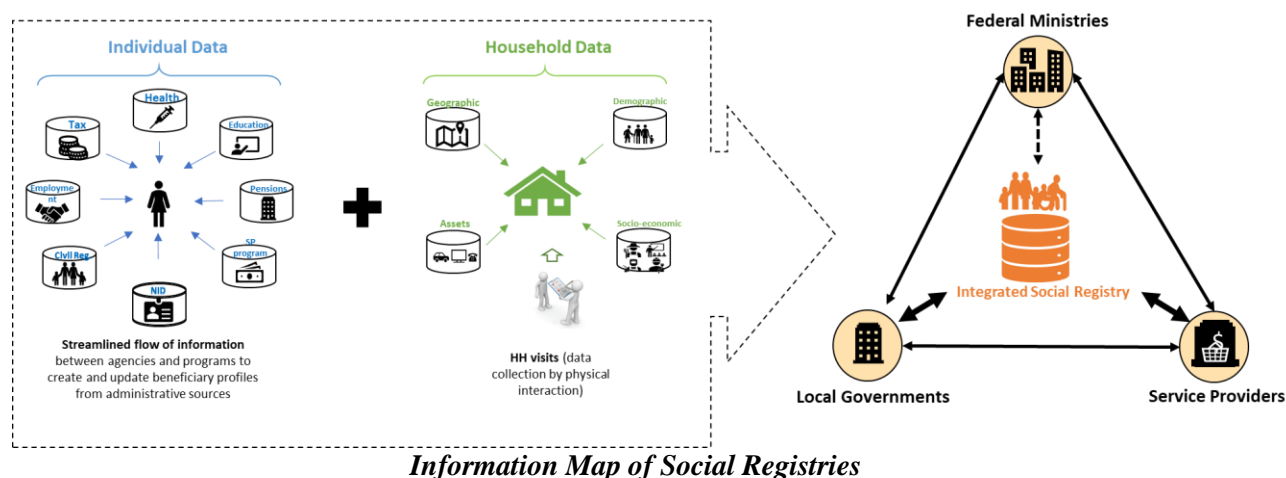 Individual Data
Health
Tax
Education
Employme
nt
Pensions
Civil Reg
SP
program
NID
Streamlined flow of information
between agencies and programs to
create and update beneficiary profiles
from administrative sources
Household Data
Geographic
Demographic
Assets
Socio-economic
HH visits (data
collection by physical
interaction)
Federal Ministries
Integrated Social Registry
Local Governments
Service Providers
Information Map of Social Registries